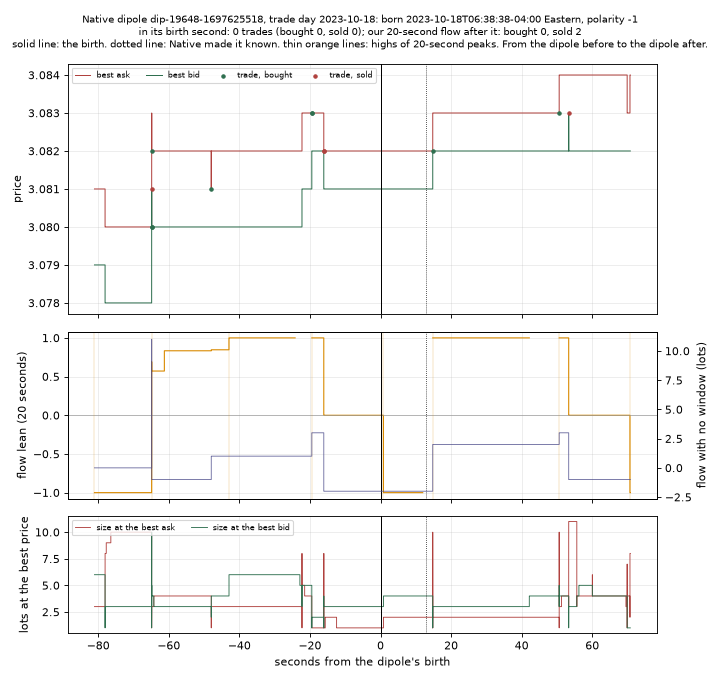 Native dipole dip-19648-1697625518, trade day 2023-10-18: born 2023-10-18T06:38:38-04:00 Eastern, polarity -1
in its birth second: 0 trades (bought 0, sold 0); our 20-second flow after it: bought 0, sold 2
solid line: the birth. dotted line: Native made it known. thin orange lines: highs of 20-second peaks. From the dipole before to the dipole after.
best ask
best bid
trade, bought
trade, sold
3.084
3.083
3.082
3.081
3.080
3.079
3.078
price
1.0
0.5
0.0
−0.5
−1.0
flow lean (20 seconds)
10.0
7.5
5.0
2.5
0.0
−2.5
flow with no window (lots)
size at the best ask
size at the best bid
10.0
7.5
5.0
2.5
lots at the best price
−80
−60
−40
−20
0
20
40
60
seconds from the dipole's birth